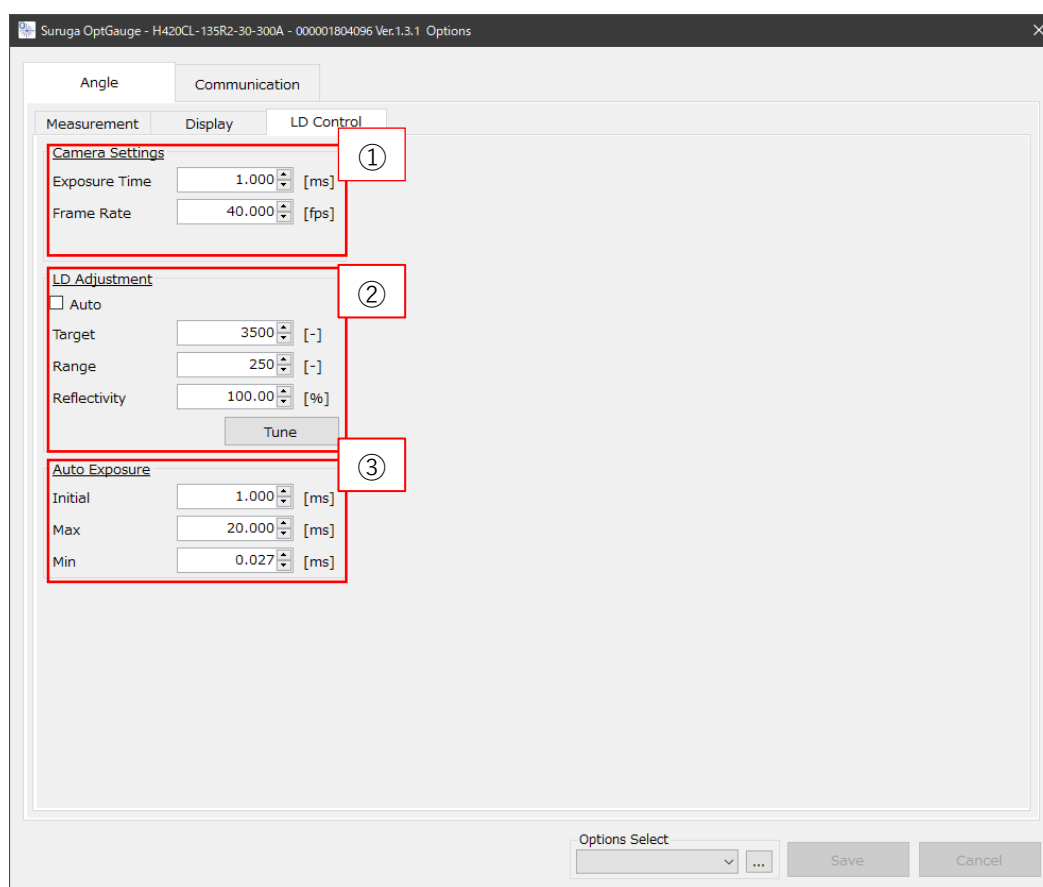 Suruga OptGauge - H420CL-135R2-30-300A - 000001804096 Ver.1.3.1 Options
Angle Communication
Measurement Display LD Control
①
Camera Settings
Exposure Time 1.000 [ms]
Frame Rate 40.000 [fps]
②
LD Adjustment
Auto
Target 3500 [-]
Range 250 [-]
Reflectivity 100.00 [%]
Tune
③
Auto Exposure
Initial 1.000 [ms]
Max 20.000 [ms]
Min 0.027 [ms]
Options Select
... Save Cancel